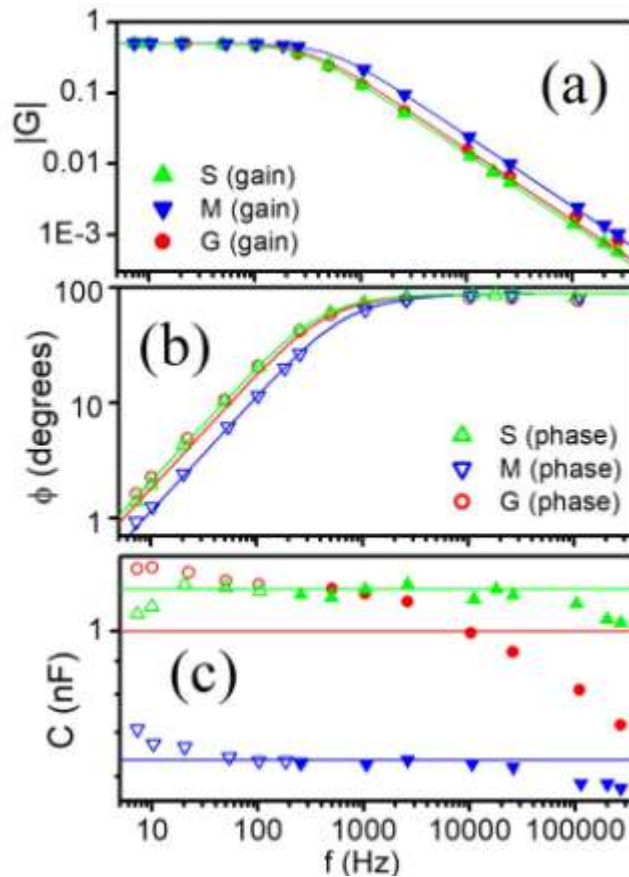 1
0.1
0.01
1E-3
|G|
(a)
S (gain)
M (gain)
G (gain)
100
10
1
ϕ (degrees)
(b)
S (phase)
M (phase)
G (phase)
1
C (nF)
(c)
10 100 1000 10000 100000
f (Hz)